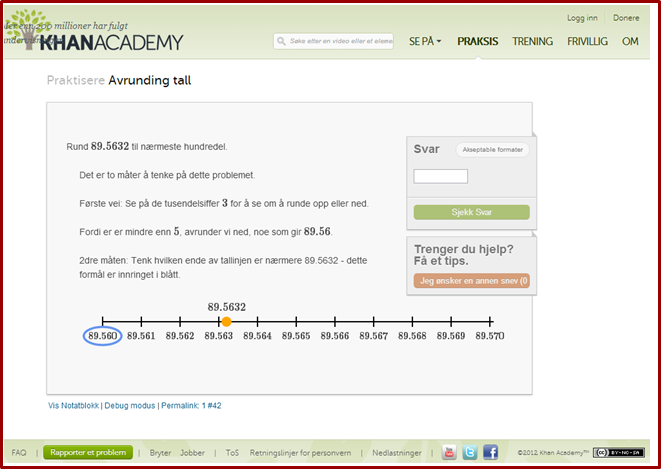 Logg inn Donere
mer enn 200 millioner har fulgt
KHANACADEMY
Søke etter en video eller et eleme
SE PÅ PRAKSIS TRENING FRIVILLIG OM
Praktisere Avrunding tall
Rund 89.5632 til nærmeste hundredel.
Det er to måter å tenke på dette problemet.
Første vei: Se på de tusendelsiffer 3 for å se om å runde opp eller ned.
Fordi er er mindre enn 5, avrunder vi ned, noe som gir 89.56.
2dre måten: Tenk hvilken ende av tallinjen er nærmere 89.5632 - dette
formål er innringet i blått.
89.5632
89.560 89.561 89.562 89.563 89.564 89.565 89.566 89.567 89.568 89.569 89.570
Svar Akseptable formater
Sjekk Svar
Trenger du hjelp?
Få et tips.
Jeg ønsker en annen snev (0
Vis Notatblokk | Debug modus | Permalink: 1 #42
FAQ | Rapporter et problem | Bryter Jobber | ToS Retningslinjer for personvern | Nedlastninger | You Tube t f ©2012 Khan Academy™ cc BY-NC-SA